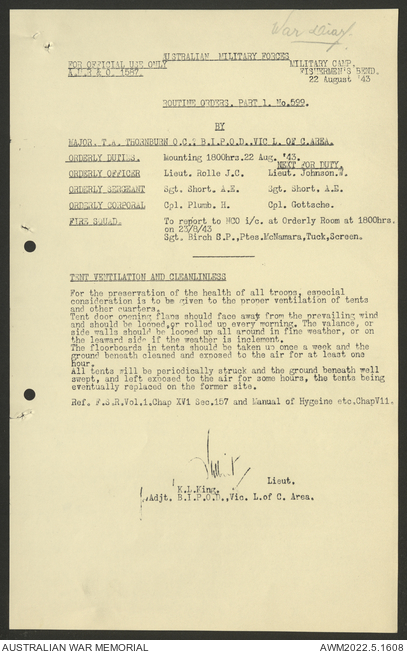 War Diary
AUSTRALIAN MILITARY FORCES
FOR OFFICIAL USE ONLY MILITARY CAMP,
A.U.R.& O. 1587. FISHERMEN'S BEND.
22 August '43
ROUTINE ORDERS. PART 1. No.599.
BY
MAJOR. T.A. THORNBURN O.C.? B.I.P.O.D.,VIC L. OF C.AREA.
ORDERLY DUTIES. Mounting 1800hrs.22 Aug. '43.
NEXT FOR DUTY.
ORDERLY OFFICER Lieut. Rolle J.C. Lieut. Johnson.W.
ORDERLY SERGEANT Sgt. Short. A.E. Sgt. Short, A.E.
ORDERLY CORPORAL Cpl. Plumb. H. Cpl. Gottsche.
FIRE SQUAD. To report to NCO i/c. at Orderly Room at 1800hrs.
on 23/8/43
Sgt. Birch S.P.,Ptes.McNamara,Tuck,Screen.
TENT VENTILATION AND CLEANLINLESS
For the preservation of the health of all troops, especial
consideration is to be given to the proper ventilation of tents
and other quarters.
Tent door opening flaps should face away from the prevailing wind
and should be looped,or rolled up every morning. The valance, or
side walls should be looped up all around in fine weather, or on
the leaward side if the weather is inclement.
The floorboards in tents should be taken up once a week and the
ground beneath cleaned and exposed to the air for at least one
hour.
All tents will be periodically struck and the ground beneath well
swept, and left exposed to the air for some hours, the tents being
eventually replaced on the former site.
Ref. F.S.R.Vol.1.Chap XV1 Sec.157 and Manual of Hygeine etc.ChapV11.
Lieut.
K.L.King.
Adjt. B.I.P.O.D.,Vic. L.of C. Area.
AUSTRALIAN WAR MEMORIAL AWM2022.5.1608